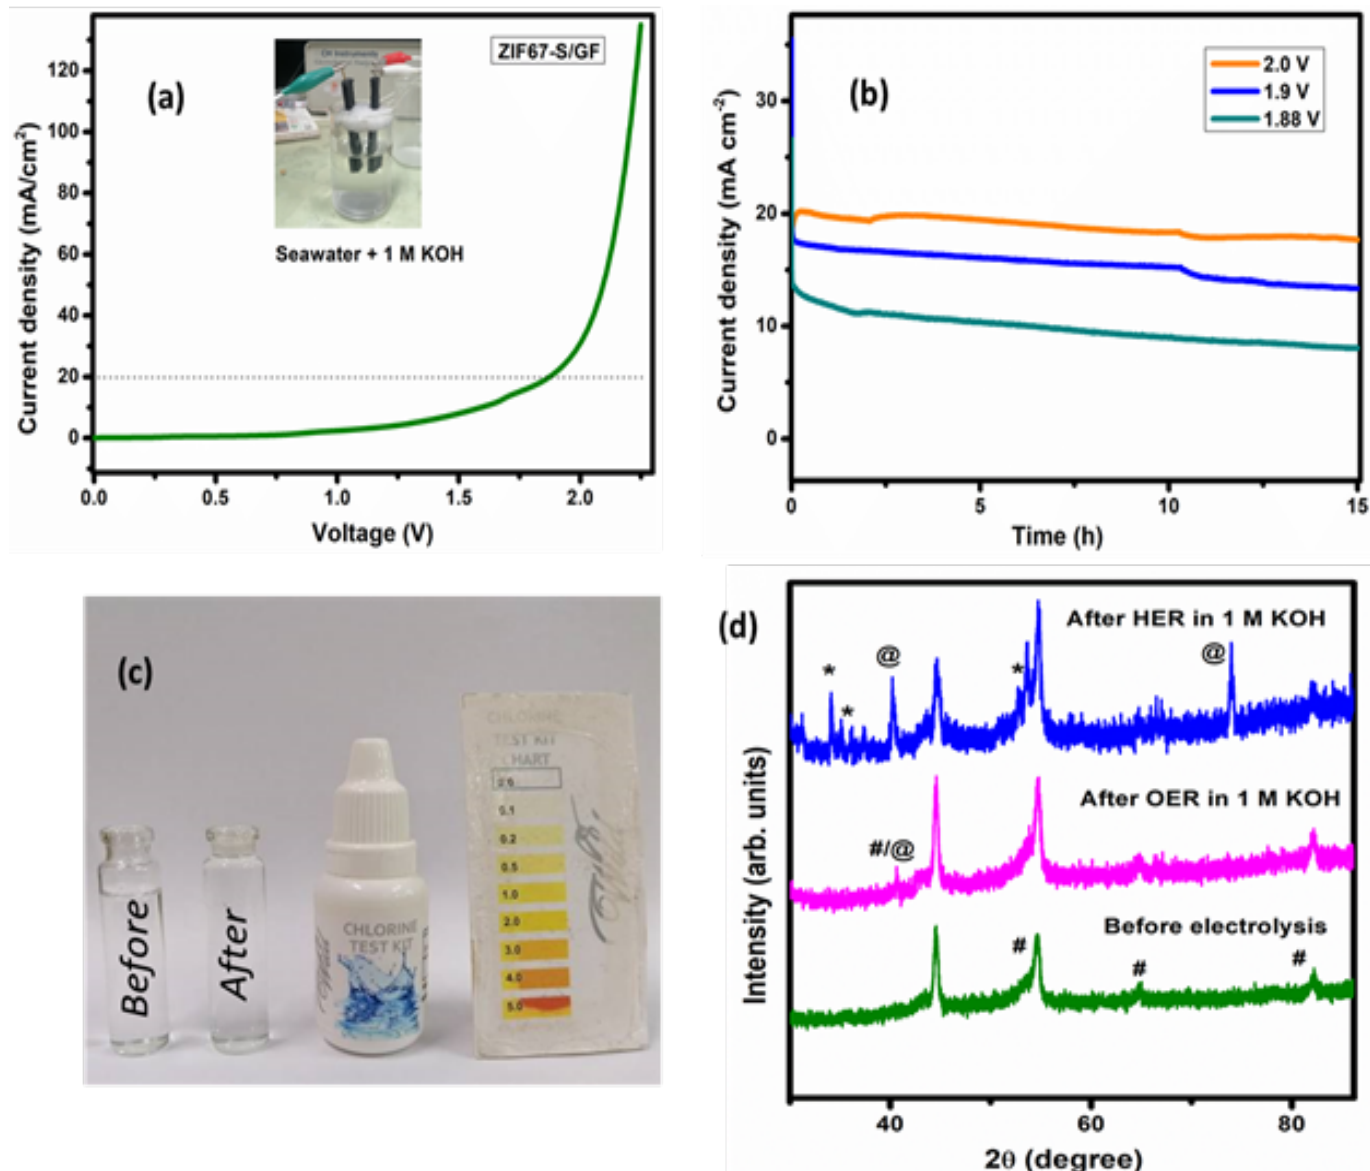 (a)
ZIF67-S/GF
Seawater + 1 M KOH
Current density (mA/cm²)
120
100
80
60
40
20
0
0.0 0.5 1.0 1.5 2.0
Voltage (V)
(b)
2.0 V
1.9 V
1.88 V
Current density (mA cm⁻²)
30
20
10
0
0 5 10 15
Time (h)
(c)
Before
After
CHLORINE
TEST KIT
CHLORINE
TEST KIT
CHART
0.1
0.2
0.5
1.0
2.0
3.0
4.0
5.0
(d)
After HER in 1 M KOH
* * @ * @
After OER in 1 M KOH
#/@
Before electrolysis
# # #
Intensity (arb. units)
40 60 80
2θ (degree)